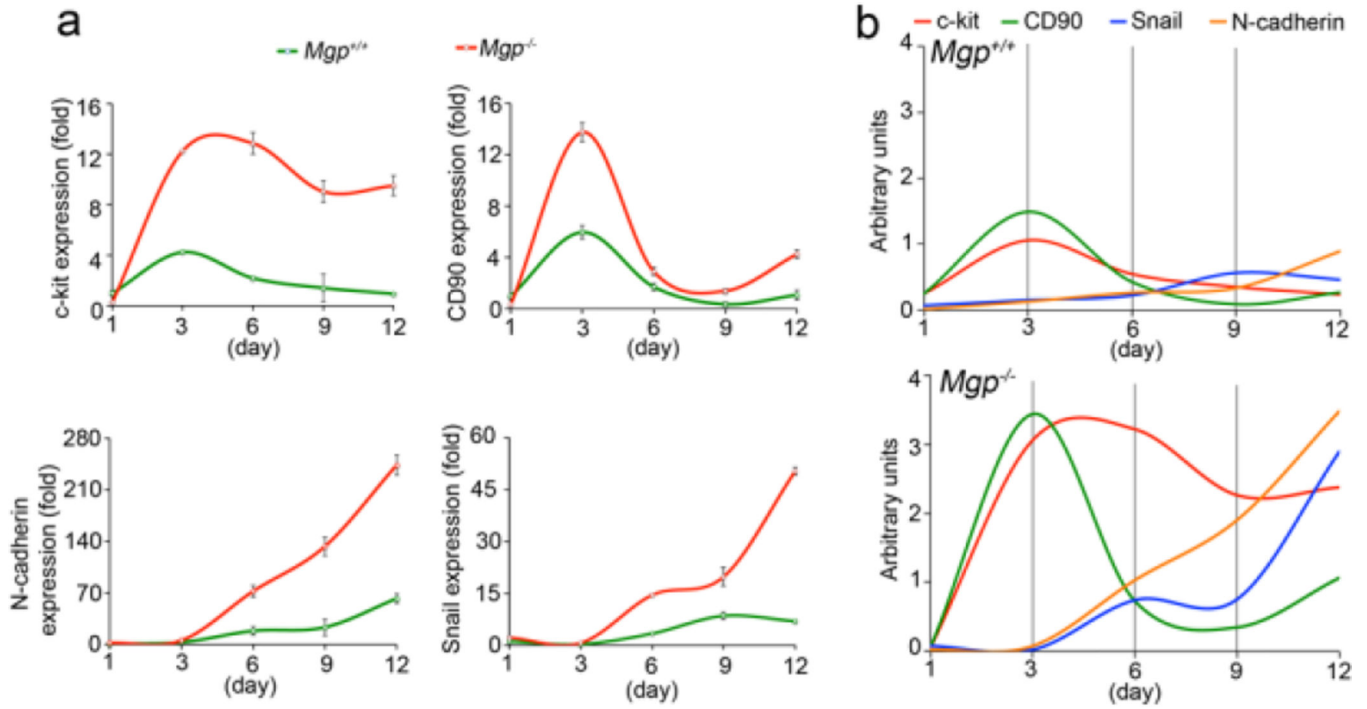 a
Mgp+/+ Mgp-/-
c-kit expression (fold)
16
12
8
4
0
1 3 6 9 12
(day)
CD90 expression (fold)
16
12
8
4
0
1 3 6 9 12
(day)
N-cadherin
expression (fold)
280
210
140
70
0
1 3 6 9 12
(day)
Snail expression (fold)
60
45
30
15
0
1 3 6 9 12
(day)
b
c-kit CD90 Snail N-cadherin
Mgp+/+
Arbitrary units
4
3
2
1
0
1 3 6 9 12
(day)
Mgp-/-
Arbitrary units
4
3
2
1
0
1 3 6 9 12
(day)